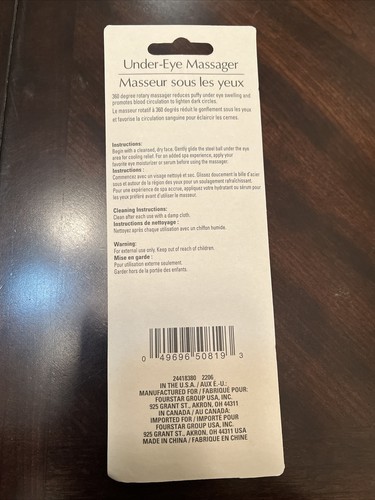 Under-Eye Massager
Masseur sous les yeux
360 degree rotary massager reduces puffy under eye swelling and
promotes blood circulation to lighten dark circles.
Le masseur rotatif à 360 degrés réduit le gonflement sous les yeux
et favorise la circulation sanguine pour éclaircir les cernes.
Instructions:
Begin with a cleansed, dry face. Gently glide the steel ball under the eye
area for cooling relief. For an added spa experience, apply your
favorite eye moisturizer or serum before using the massager.
Instructions :
Commencez avec un visage nettoyé et sec. Glissez doucement la bille d'acier
sous et autour de la région des yeux pour un soulagement rafraîchissant.
Pour une expérience de spa accrue, appliquez votre hydratant ou sérum pour
les yeux préféré avant d'utiliser le masseur.
Cleaning Instructions:
Clean after each use with a damp cloth.
Instructions de nettoyage :
Nettoyez après chaque utilisation avec un chiffon humide.
Warning:
For external use only. Keep out of reach of children.
Mise en garde :
Pour utilisation externe seulement.
Garder hors de la portée des enfants.
0 49696 50819 3
24418380 2206
IN THE U.S.A. / AUX É.-U.:
MANUFACTURED FOR / FABRIQUÉ POUR:
FOURSTAR GROUP USA, INC.
925 GRANT ST., AKRON, OH 44311
IN CANADA / AU CANADA:
IMPORTED FOR / IMPORTÉ POUR
FOURSTAR GROUP USA, INC.
925 GRANT ST., AKRON, OH 44311 USA
MADE IN CHINA / FABRIQUÉ EN CHINE